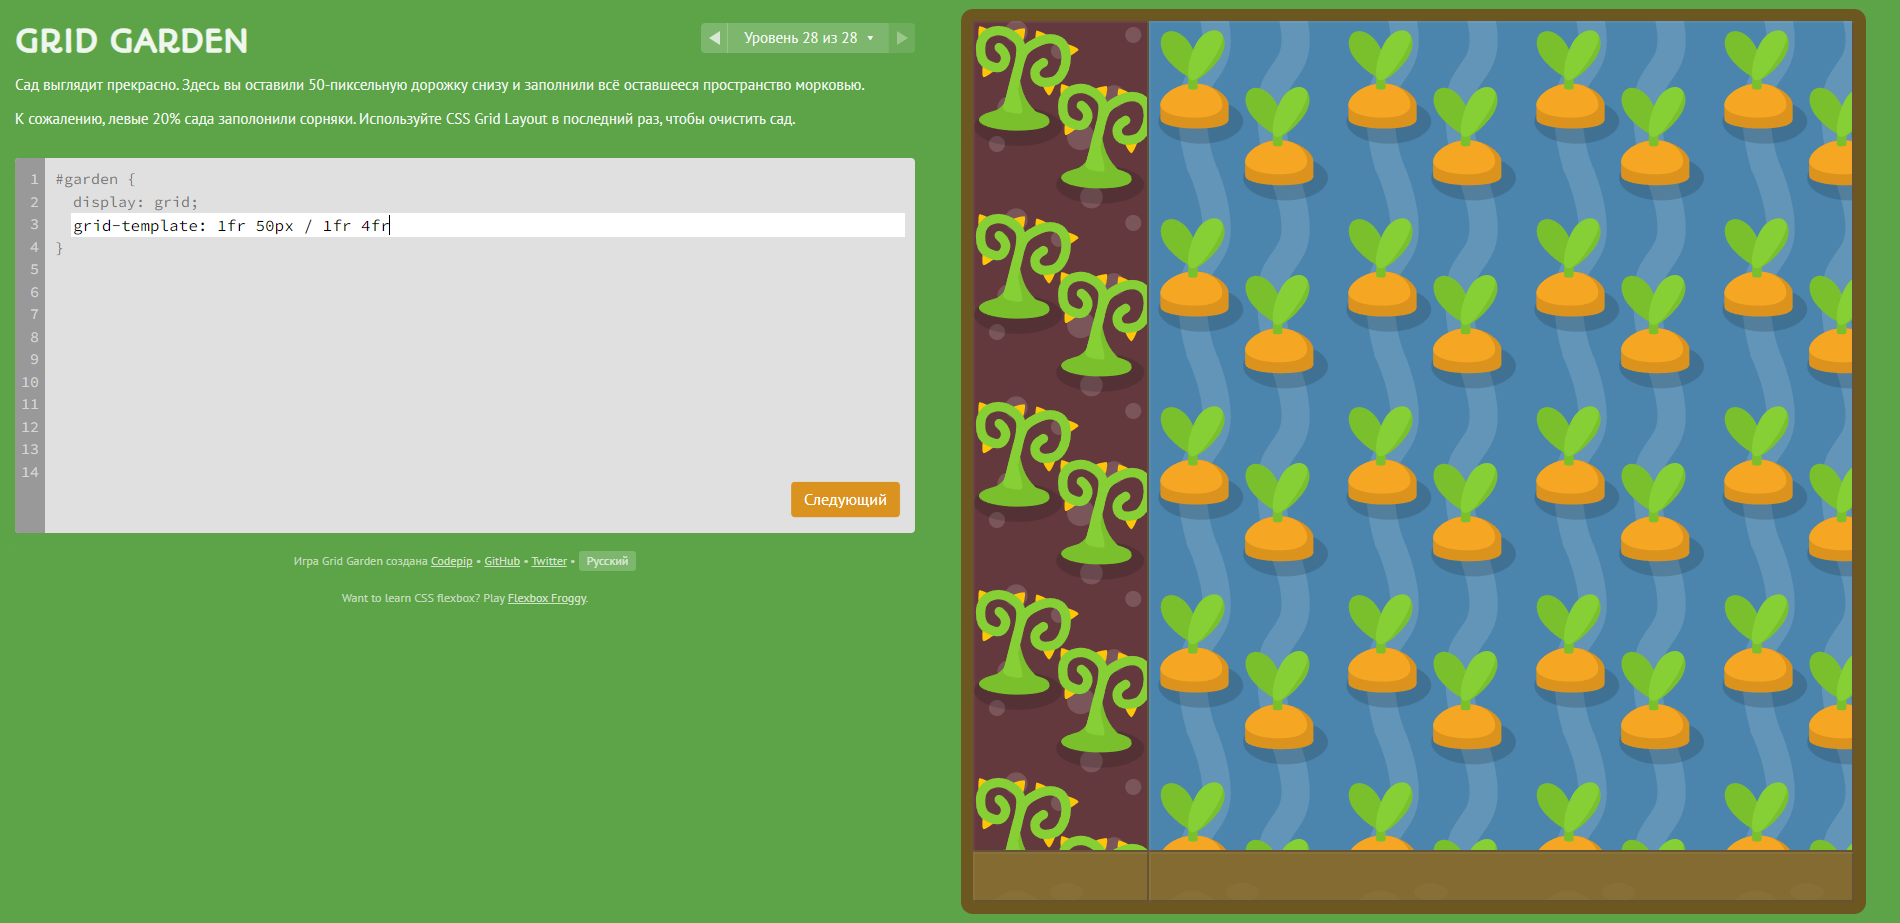 GRID GARDEN
◀ Уровень 28 из 28 ▾ ▶
Сад выглядит прекрасно. Здесь вы оставили 50-пиксельную дорожку снизу и заполнили всё оставшееся пространство морковью.
К сожалению, левые 20% сада заполонили сорняки. Используйте CSS Grid Layout в последний раз, чтобы очистить сад.
1 #garden {
2 display: grid;
3 grid-template: 1fr 50px / 1fr 4fr
4 }
5
6
7
8
9
10
11
12
13
14
Следующий
Игра Grid Garden создана Codepip • GitHub • Twitter • Русский
Want to learn CSS flexbox? Play Flexbox Froggy.